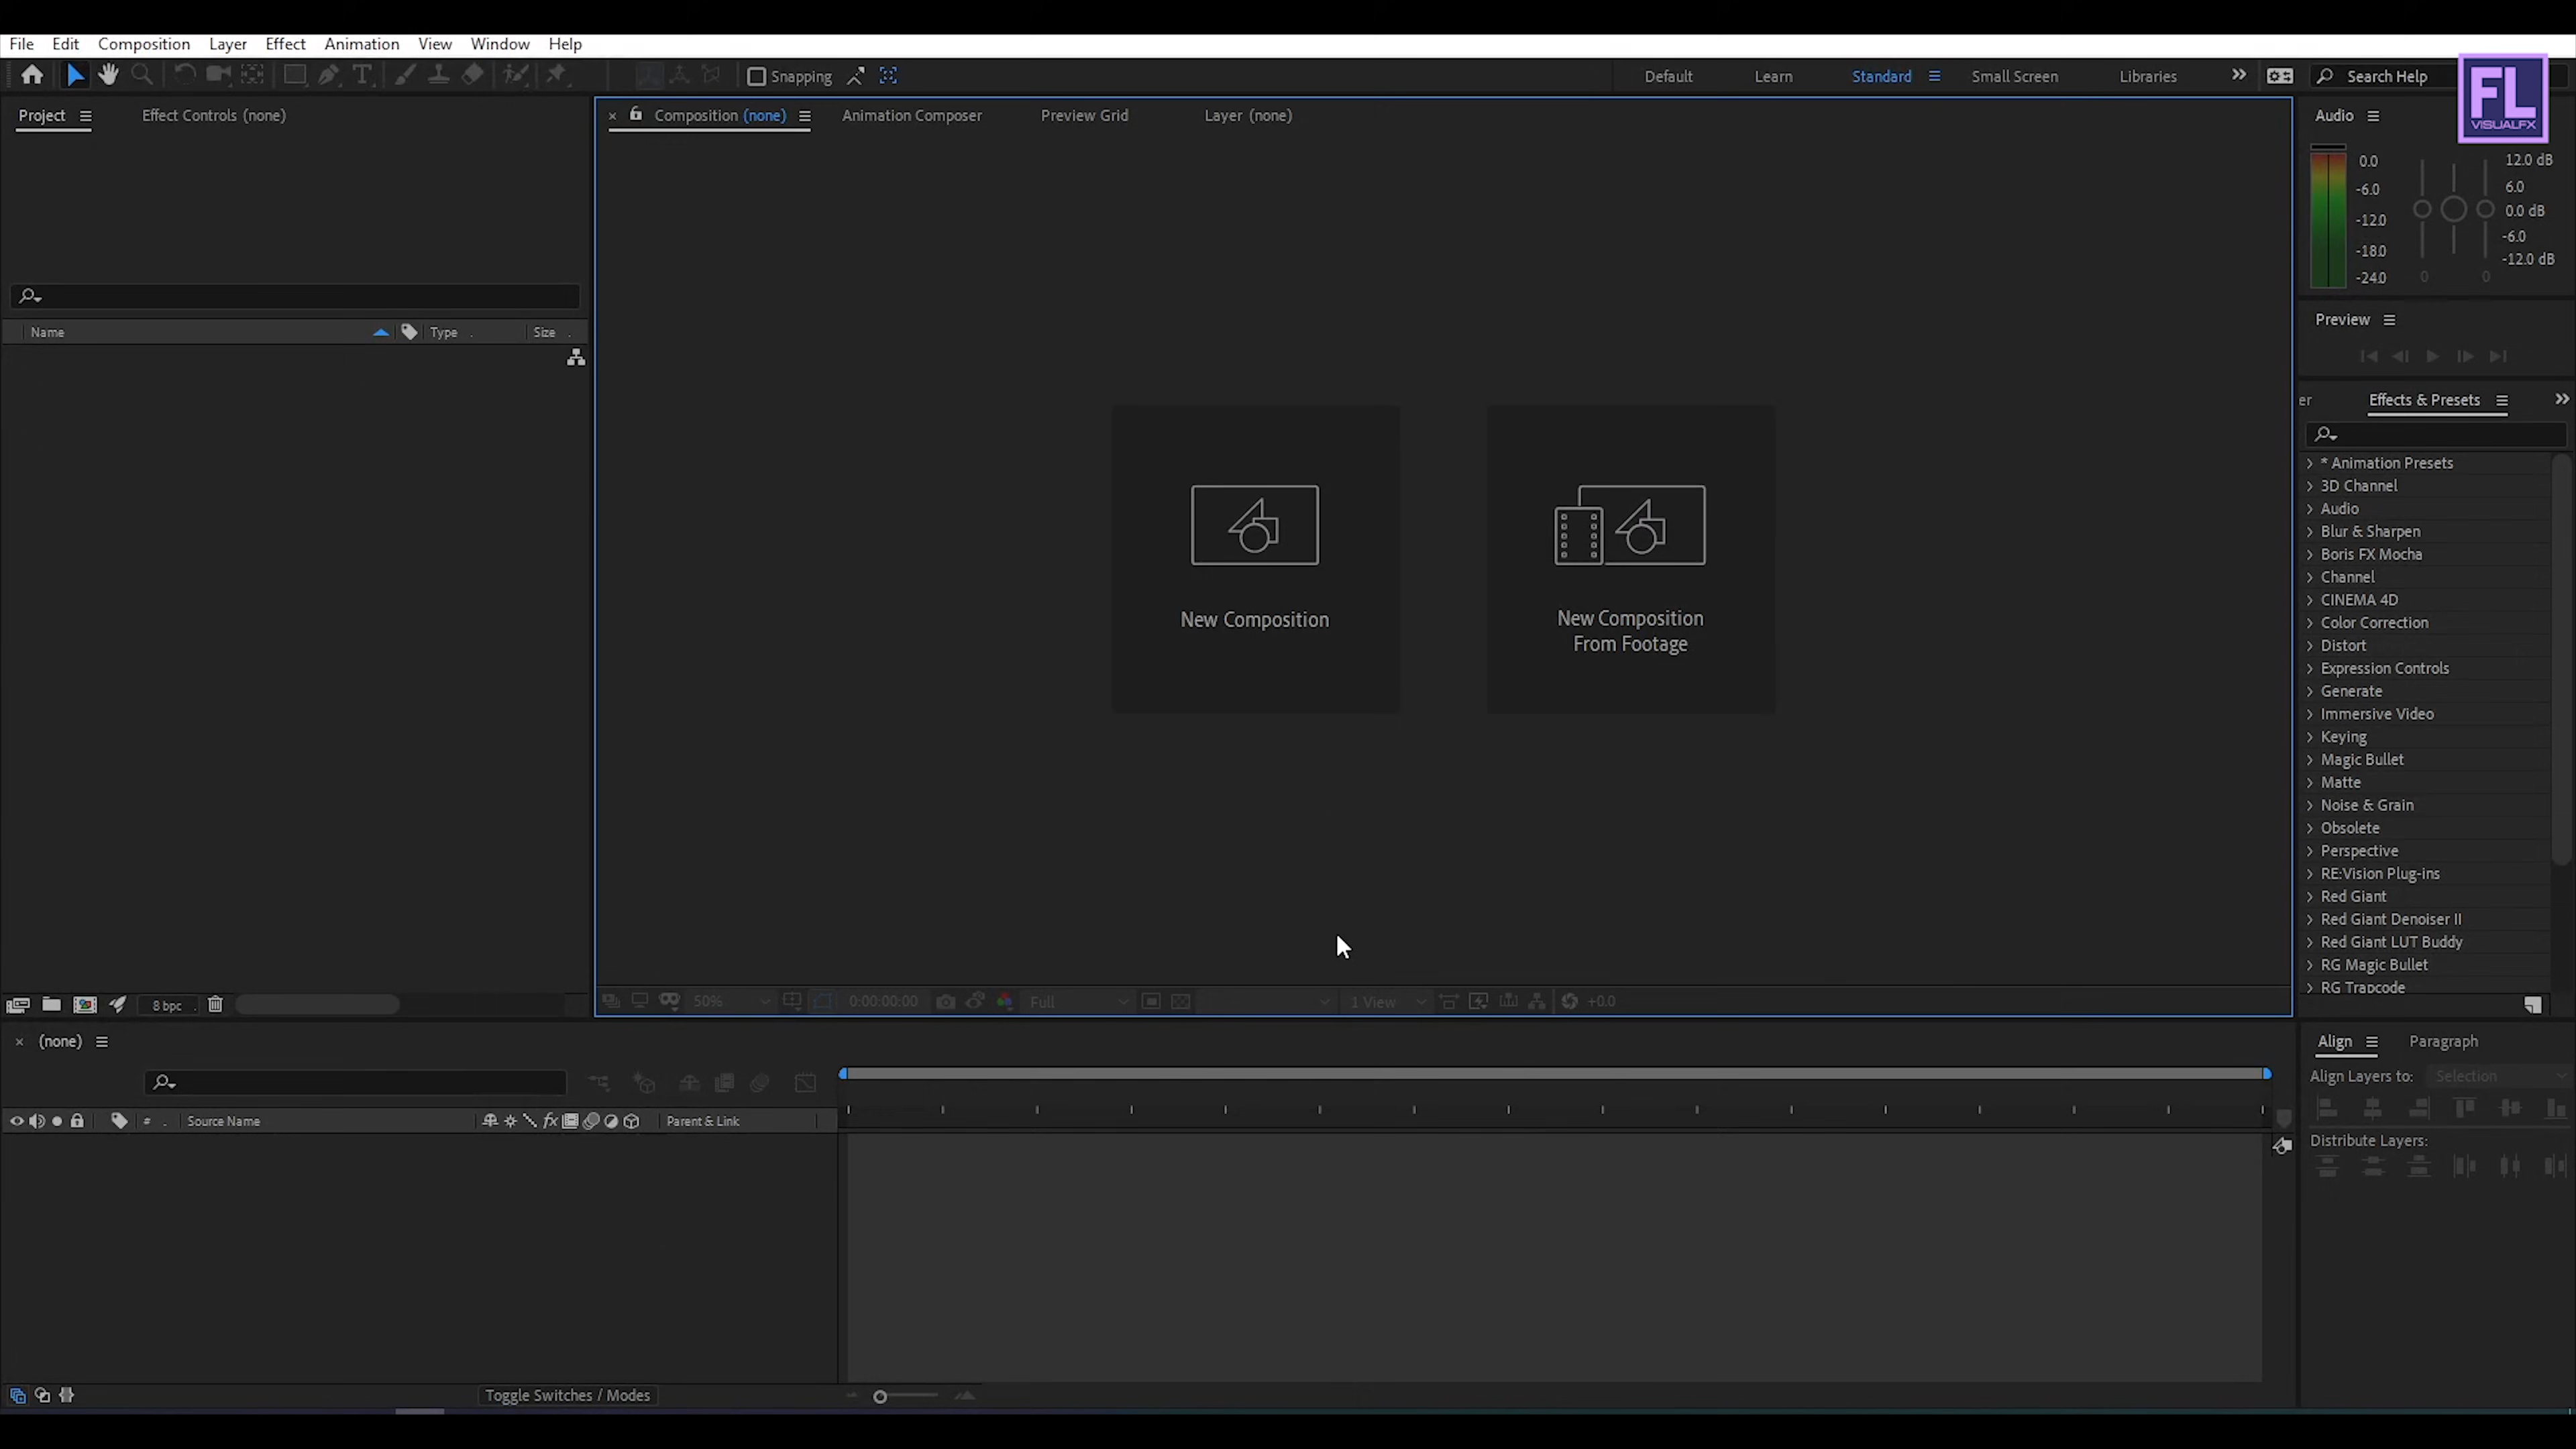 File Edit Composition Layer Effect Animation View Window Help
Snapping Default Learn Standard Small Screen Libraries Search Help
FL
VISUALFX
Project Effect Controls (none)
Name Type Size
8 bpc
Composition (none) Animation Composer Preview Grid Layer (none)
New Composition
New Composition
From Footage
50% 0:00:00:00 Full 1 View +0.0
Audio
0.0
-6.0
-12.0
-18.0
-24.0
12.0 dB
6.0
0.0 dB
-6.0
-12.0 dB
0 0
Preview
er Effects & Presets
* Animation Presets
3D Channel
Audio
Blur & Sharpen
Boris FX Mocha
Channel
CINEMA 4D
Color Correction
Distort
Expression Controls
Generate
Immersive Video
Keying
Magic Bullet
Matte
Noise & Grain
Obsolete
Perspective
RE:Vision Plug-ins
Red Giant
Red Giant Denoiser II
Red Giant LUT Buddy
RG Magic Bullet
RG Trapcode
(none)
# Source Name fx Parent & Link
Toggle Switches / Modes
Align Paragraph
Align Layers to: Selection
Distribute Layers: